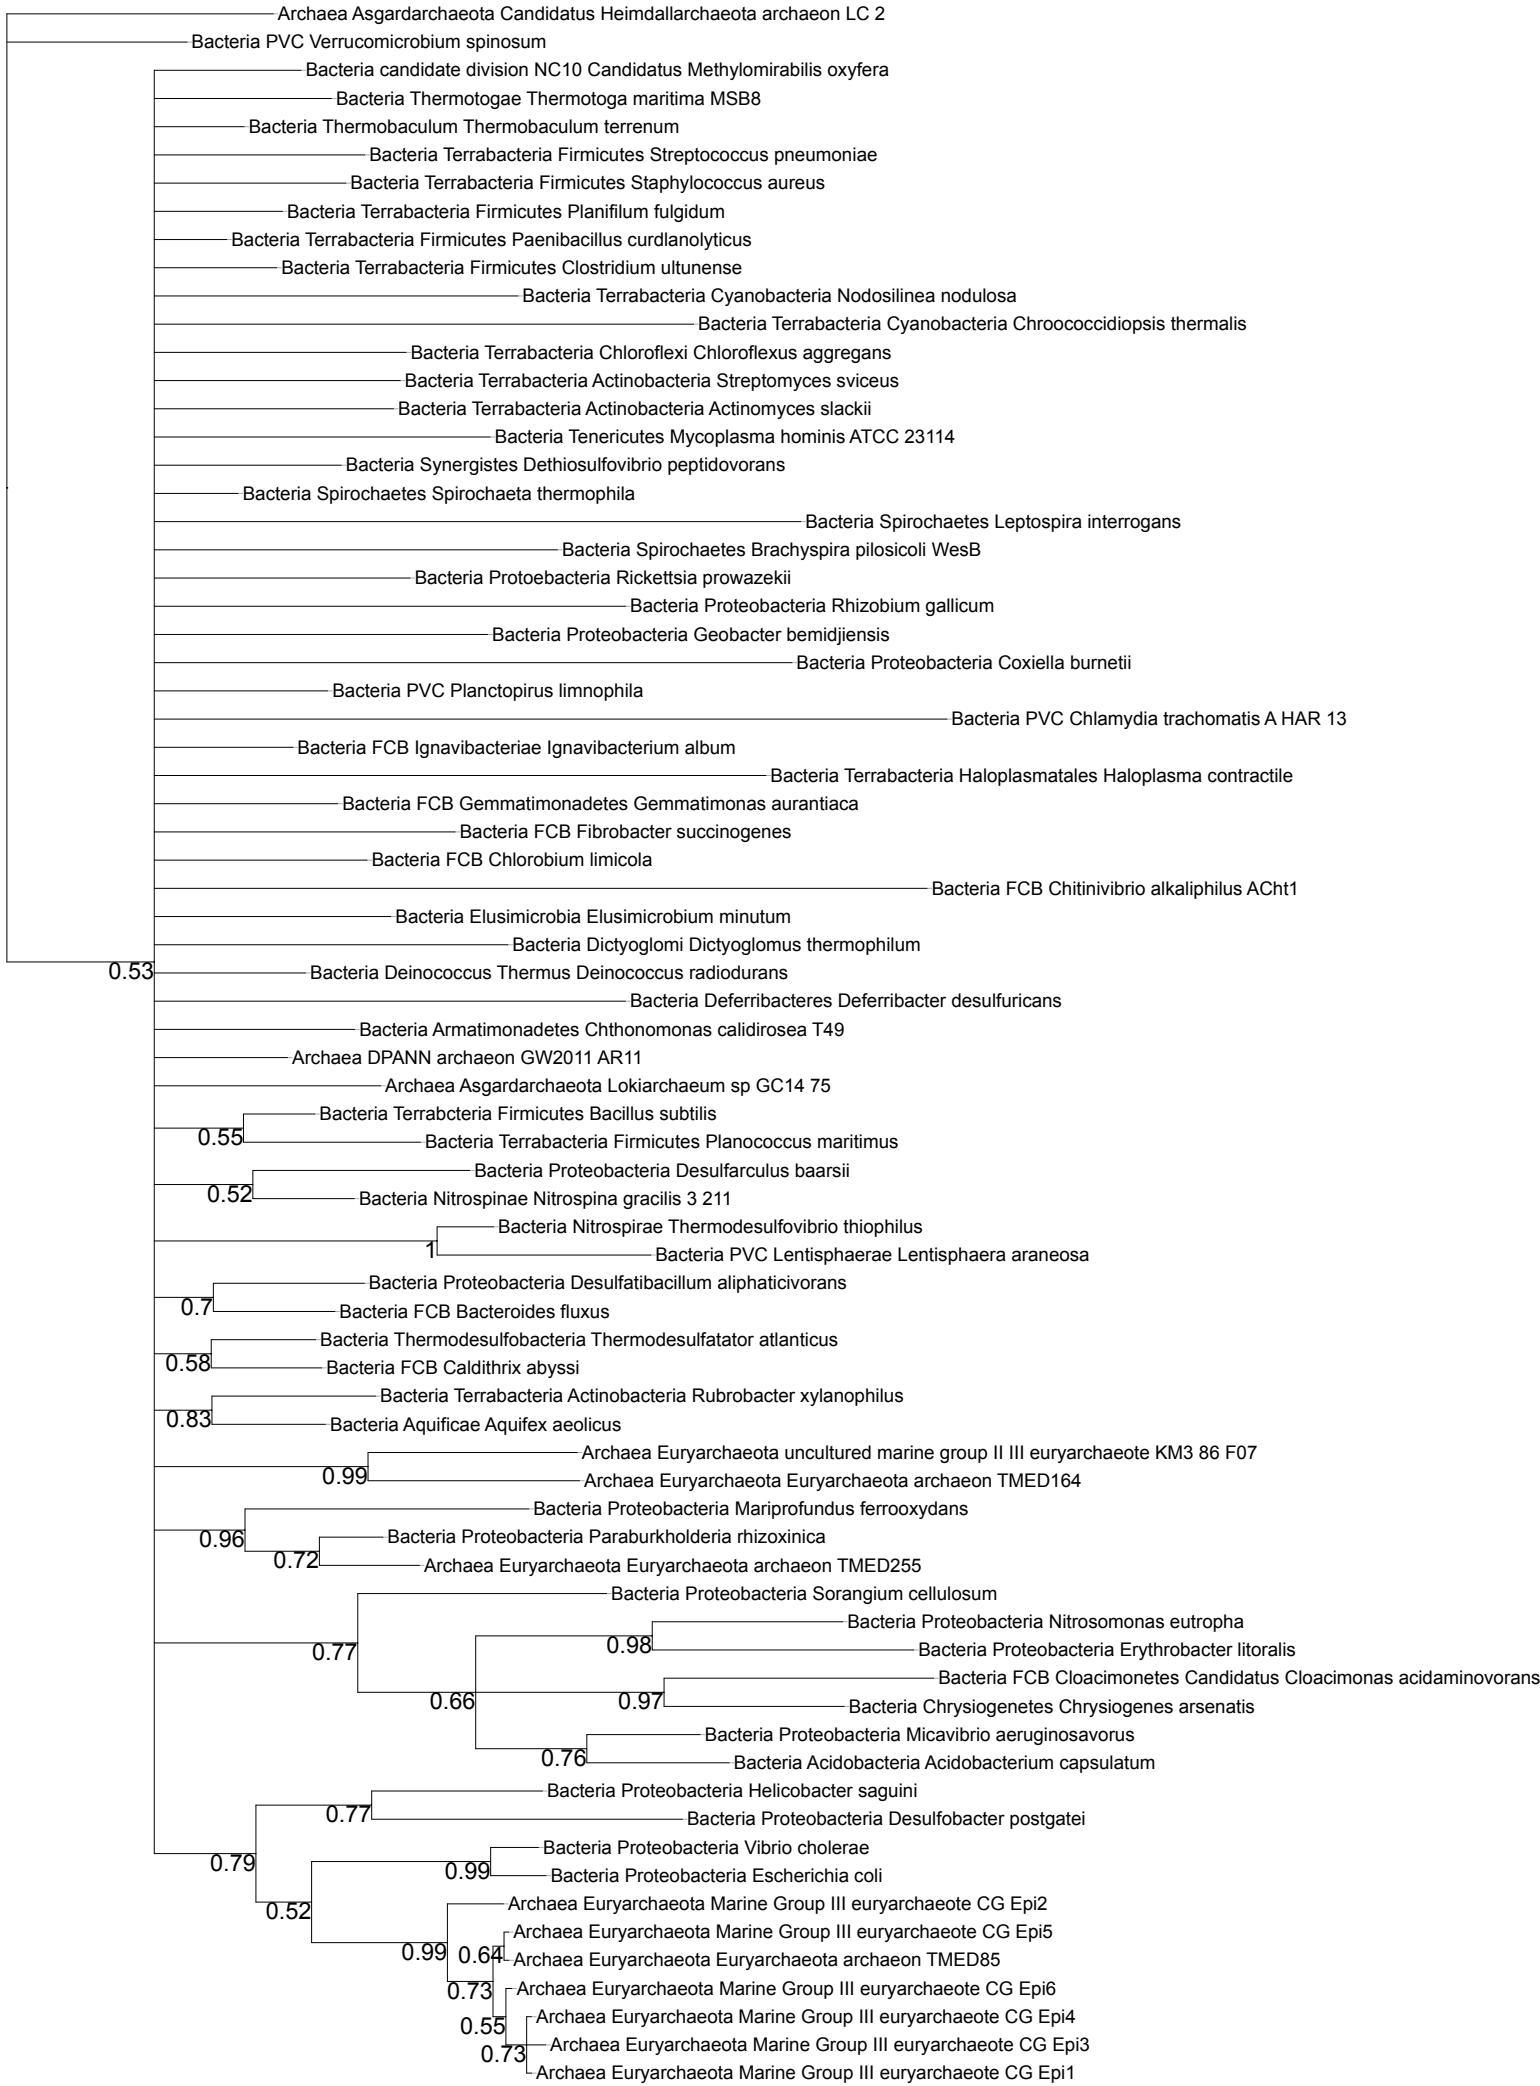 Archaea Asgardarchaeota Candidatus Heimdallarchaeota archaeon LC 2
Bacteria PVC Verrucomicrobium spinosum
Bacteria candidate division NC10 Candidatus Methylomirabilis oxyfera
Bacteria Thermotogae Thermotoga maritima MSB8
Bacteria Thermobaculum Thermobaculum terrenum
Bacteria Terrabacteria Firmicutes Streptococcus pneumoniae
Bacteria Terrabacteria Firmicutes Staphylococcus aureus
Bacteria Terrabacteria Firmicutes Planifilum fulgidum
Bacteria Terrabacteria Firmicutes Paenibacillus curdlanolyticus
Bacteria Terrabacteria Firmicutes Clostridium ultunense
Bacteria Terrabacteria Cyanobacteria Nodosilinea nodulosa
Bacteria Terrabacteria Cyanobacteria Chroococcidiopsis thermalis
Bacteria Terrabacteria Chloroflexi Chloroflexus aggregans
Bacteria Terrabacteria Actinobacteria Streptomyces sviceus
Bacteria Terrabacteria Actinobacteria Actinomyces slackii
Bacteria Tenericutes Mycoplasma hominis ATCC 23114
Bacteria Synergistes Dethiosulfovibrio peptidovorans
Bacteria Spirochaetes Spirochaeta thermophila
Bacteria Spirochaetes Leptospira interrogans
Bacteria Spirochaetes Brachyspira pilosicoli WesB
Bacteria Protoebacteria Rickettsia prowazekii
Bacteria Proteobacteria Rhizobium gallicum
Bacteria Proteobacteria Geobacter bemidjiensis
Bacteria Proteobacteria Coxiella burnetii
Bacteria PVC Planctopirus limnophila
Bacteria PVC Chlamydia trachomatis A HAR 13
Bacteria FCB Ignavibacteriae Ignavibacterium album
Bacteria Terrabacteria Haloplasmatales Haloplasma contractile
Bacteria FCB Gemmatimonadetes Gemmatimonas aurantiaca
Bacteria FCB Fibrobacter succinogenes
Bacteria FCB Chlorobium limicola
Bacteria FCB Chitinivibrio alkaliphilus ACht1
Bacteria Elusimicrobia Elusimicrobium minutum
Bacteria Dictyoglomi Dictyoglomus thermophilum
0.53
Bacteria Deinococcus Thermus Deinococcus radiodurans
Bacteria Deferribacteres Deferribacter desulfuricans
Bacteria Armatimonadetes Chthonomonas calidirosea T49
Archaea DPANN archaeon GW2011 AR11
Archaea Asgardarchaeota Lokiarchaeum sp GC14 75
Bacteria Terrabcteria Firmicutes Bacillus subtilis
0.55
Bacteria Terrabacteria Firmicutes Planococcus maritimus
Bacteria Proteobacteria Desulfarculus baarsii
0.52
Bacteria Nitrospinae Nitrospina gracilis 3 211
Bacteria Nitrospirae Thermodesulfovibrio thiophilus
1
Bacteria PVC Lentisphaerae Lentisphaera araneosa
Bacteria Proteobacteria Desulfatibacillum aliphaticivorans
0.7
Bacteria FCB Bacteroides fluxus
Bacteria Thermodesulfobacteria Thermodesulfatator atlanticus
0.58
Bacteria FCB Caldithrix abyssi
Bacteria Terrabacteria Actinobacteria Rubrobacter xylanophilus
0.83
Bacteria Aquificae Aquifex aeolicus
Archaea Euryarchaeota uncultured marine group II III euryarchaeote KM3 86 F07
0.99
Archaea Euryarchaeota Euryarchaeota archaeon TMED164
Bacteria Proteobacteria Mariprofundus ferrooxydans
0.96
Bacteria Proteobacteria Paraburkholderia rhizoxinica
0.72
Archaea Euryarchaeota Euryarchaeota archaeon TMED255
Bacteria Proteobacteria Sorangium cellulosum
0.77
Bacteria Proteobacteria Nitrosomonas eutropha
0.98
Bacteria Proteobacteria Erythrobacter litoralis
Bacteria FCB Cloacimonetes Candidatus Cloacimonas acidaminovorans
0.66
0.97
Bacteria Chrysiogenetes Chrysiogenes arsenatis
Bacteria Proteobacteria Micavibrio aeruginosavorus
0.76
Bacteria Acidobacteria Acidobacterium capsulatum
Bacteria Proteobacteria Helicobacter saguini
0.77
Bacteria Proteobacteria Desulfobacter postgatei
Bacteria Proteobacteria Vibrio cholerae
0.79
0.99
Bacteria Proteobacteria Escherichia coli
Archaea Euryarchaeota Marine Group III euryarchaeote CG Epi2
0.52
Archaea Euryarchaeota Marine Group III euryarchaeote CG Epi5
0.99
0.64
Archaea Euryarchaeota Euryarchaeota archaeon TMED85
Archaea Euryarchaeota Marine Group III euryarchaeote CG Epi6
0.73
Archaea Euryarchaeota Marine Group III euryarchaeote CG Epi4
0.55
Archaea Euryarchaeota Marine Group III euryarchaeote CG Epi3
0.73
Archaea Euryarchaeota Marine Group III euryarchaeote CG Epi1